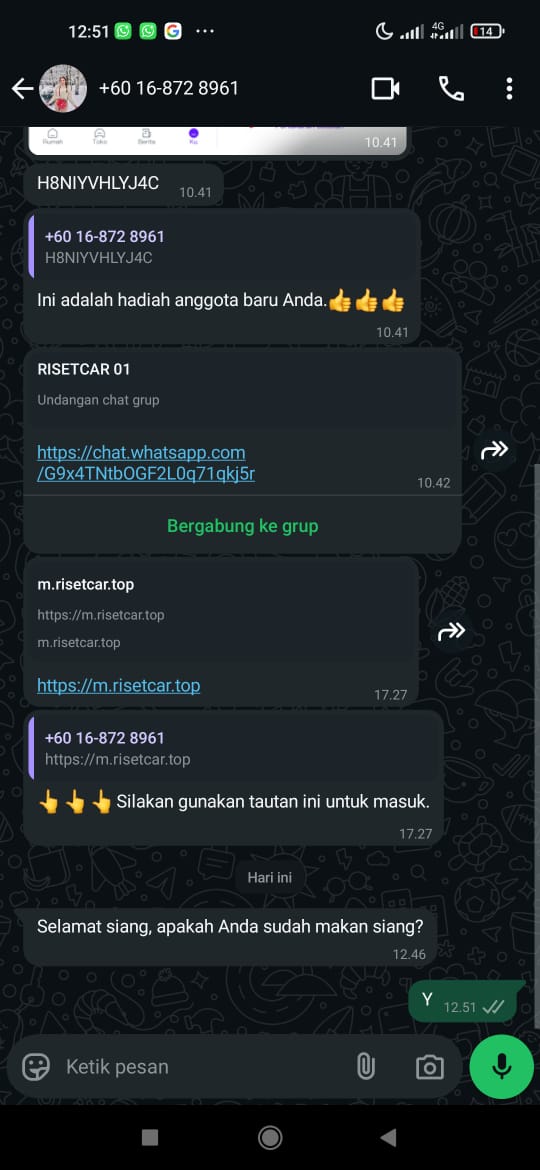 12:51
4G
14
+60 16-872 8961
Rumah
Toko
Berita
Ku
10.41
H8NIYVHLYJ4C
10.41
+60 16-872 8961
H8NIYVHLYJ4C
Ini adalah hadiah anggota baru Anda.👍👍👍
10.41
RISETCAR 01
Undangan chat grup
https://chat.whatsapp.com
/G9x4TNtbOGF2L0q71qkj5r
10.42
Bergabung ke grup
m.risetcar.top
https://m.risetcar.top
m.risetcar.top
https://m.risetcar.top
17.27
+60 16-872 8961
https://m.risetcar.top
👆👆👆Silakan gunakan tautan ini untuk masuk.
17.27
Hari ini
Selamat siang, apakah Anda sudah makan siang?
12.46
Y
12.51
Ketik pesan